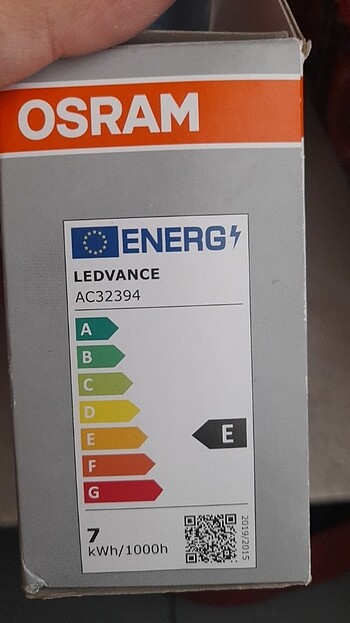 OSRAM
ENERG
LEDVANCE
AC32394
A
B
C
D
E
E
F
G
7
kWh/1000h
2019/2015